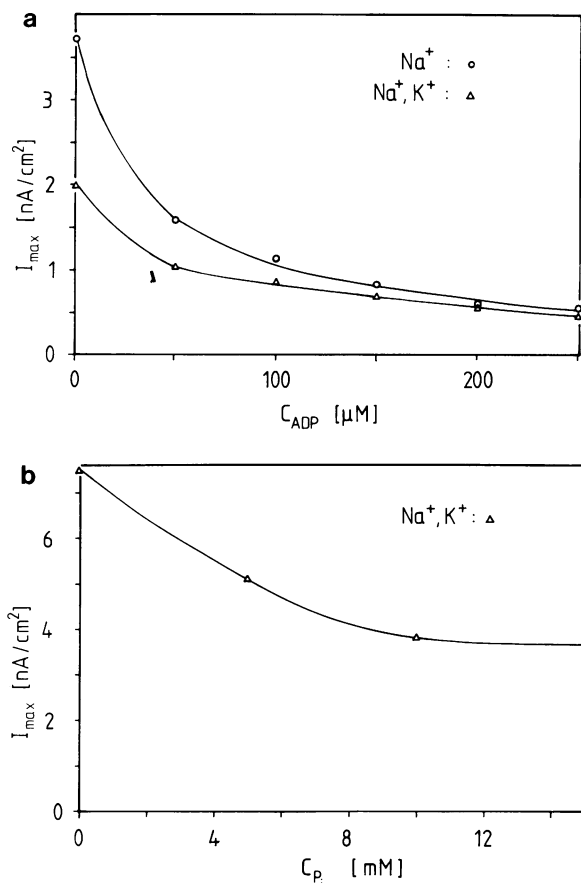 a
Na⁺ : ○
Na⁺, K⁺ : △
I_max [nA/cm²]
3
2
1
0
0
100
200
C_ADP [μM]
b
Na⁺, K⁺ : △
I_max [nA/cm²]
6
4
2
0
0
4
8
12
C_P_i [mM]